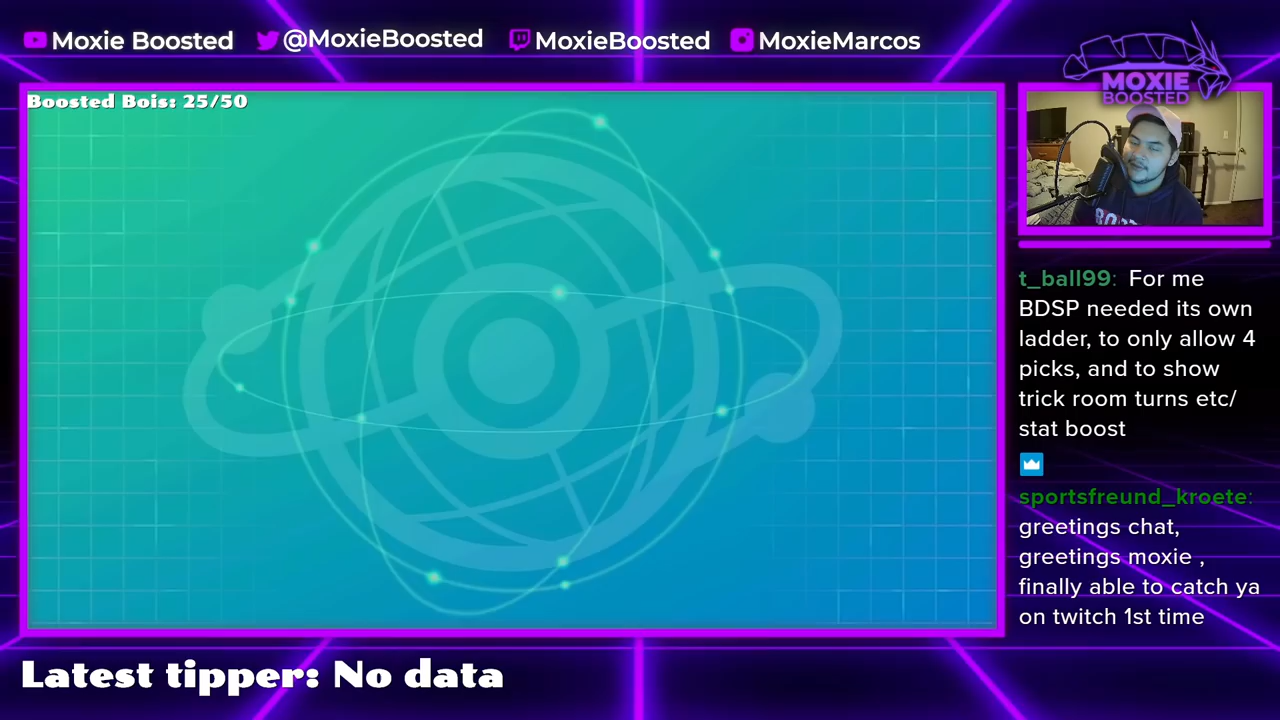 Moxie Boosted @MoxieBoosted MoxieBoosted MoxieMarcos
MOXIE
BOOSTED
Boosted Bois: 25/50
t_ball99: For me
BDSP needed its own
ladder, to only allow 4
picks, and to show
trick room turns etc/
stat boost
sportsfreund_kroete:
greetings chat,
greetings moxie ,
finally able to catch ya
on twitch 1st time
Latest tipper: No data